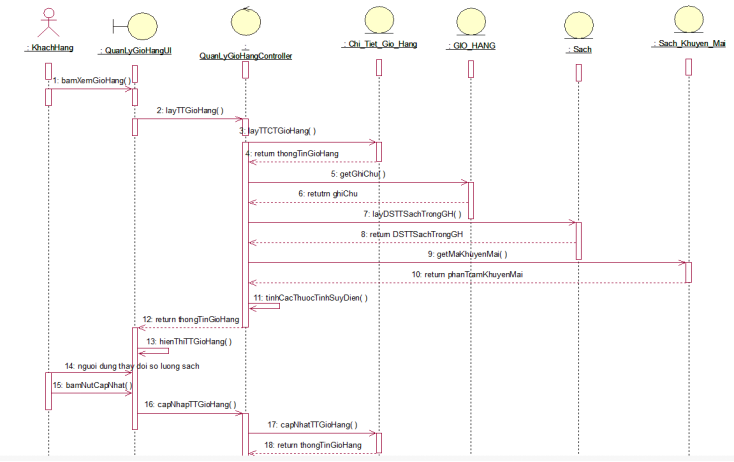 : KhachHang
: QuanLyGioHangUI
:
QuanLyGioHangController
: Chi_Tiet_Gio_Hang
: GIO_HANG
: Sach
: Sach_Khuyen_Mai
1: bamXemGioHang( )
2: layTTGioHang( )
3: layTTCTGioHang( )
4: return thongTinGioHang
5: getGhiChu( )
6: retutrn ghiChu
7: layDSTTSachTrongGH( )
8: return DSTTSachTrongGH
9: getMaKhuyenMai( )
10: return phanTramKhuyenMai
11: tinhCacThuocTinhSuyDien( )
12: return thongTinGioHang
13: hienThiTTGioHang( )
14: nguoi dung thay doi so luong sach
15: bamNutCapNhat( )
16: capNhapTTGioHang( )
17: capNhatTTGioHang( )
18: return thongTinGioHang